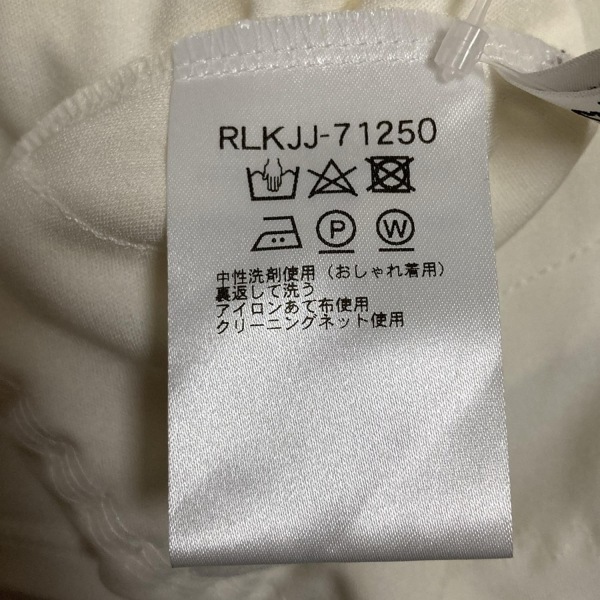 RLKJJ-71250
P W
中性洗剤使用（おしゃれ着用）
裏返して洗う
アイロンあて布使用
クリーニングネット使用